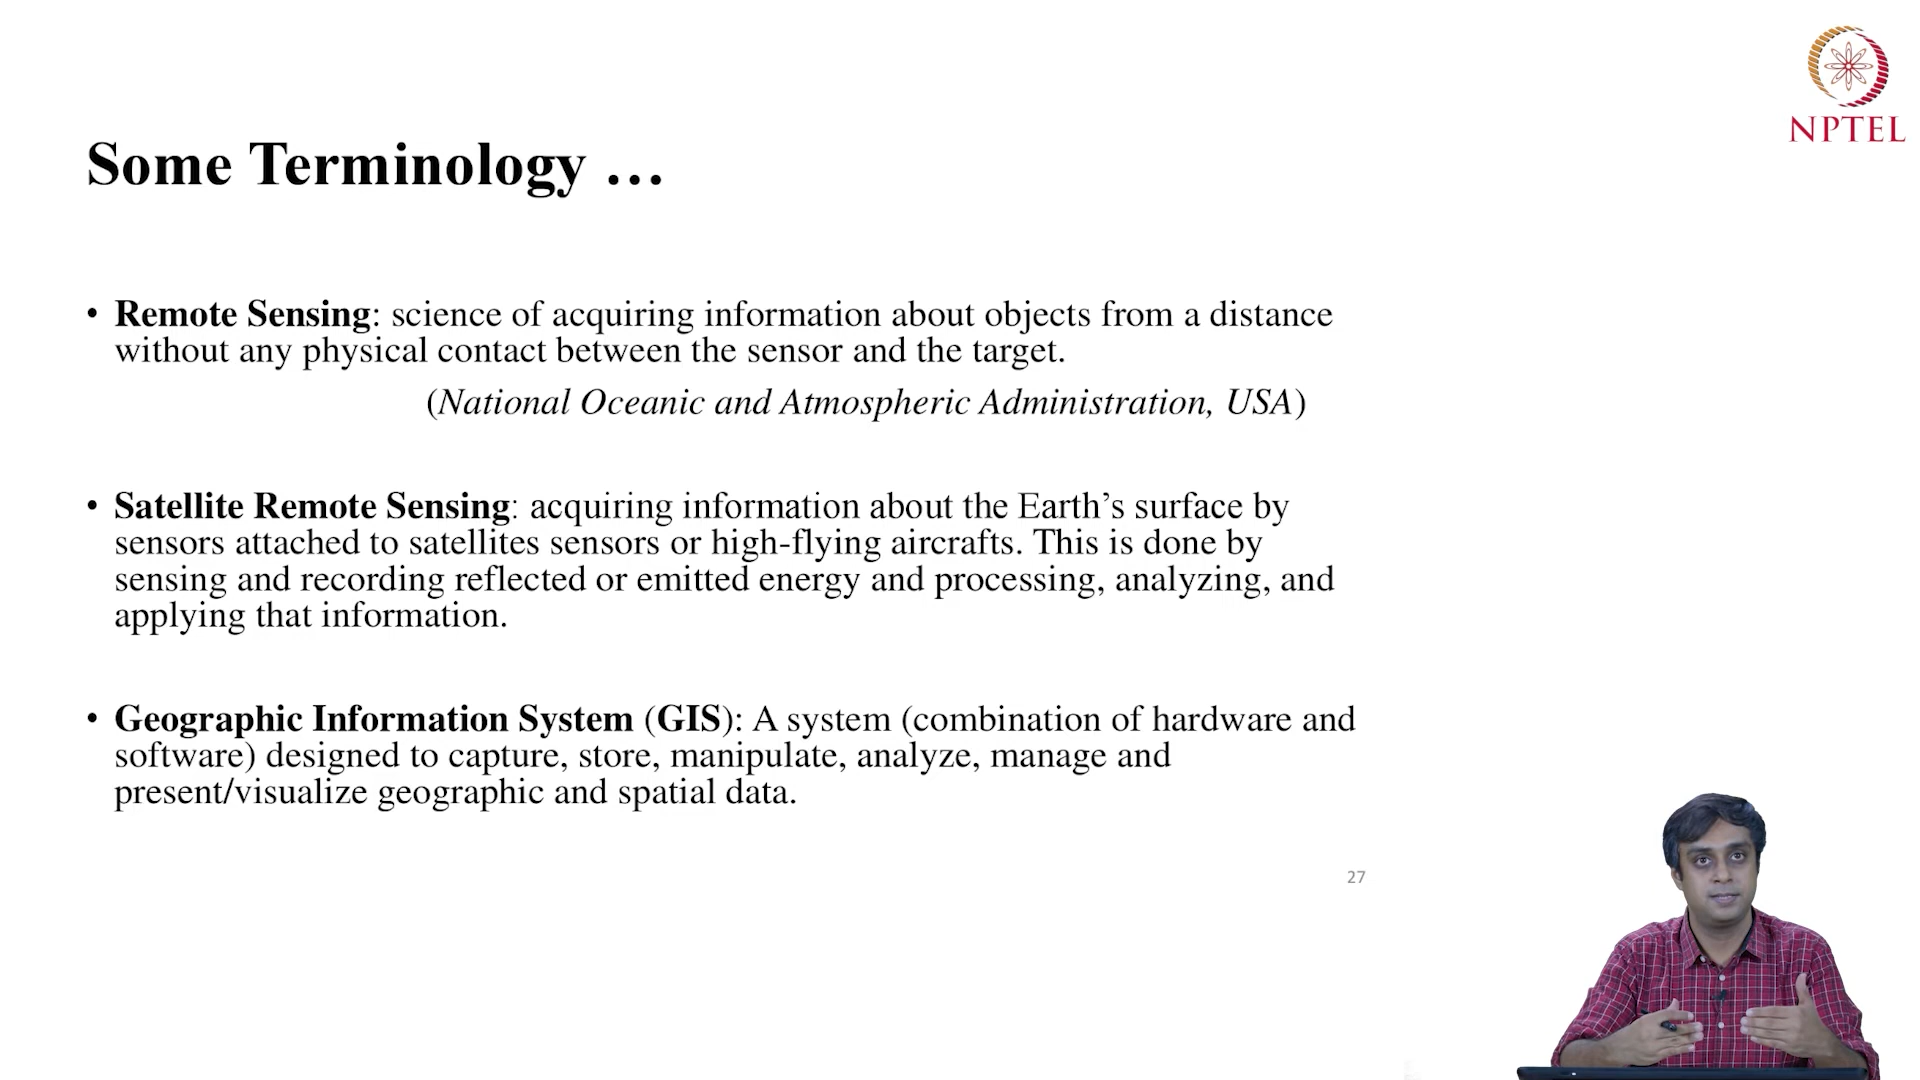 NPTEL
Some Terminology …
• Remote Sensing: science of acquiring information about objects from a distance
without any physical contact between the sensor and the target.
(National Oceanic and Atmospheric Administration, USA)
• Satellite Remote Sensing: acquiring information about the Earth’s surface by
sensors attached to satellites sensors or high-flying aircrafts. This is done by
sensing and recording reflected or emitted energy and processing, analyzing, and
applying that information.
• Geographic Information System (GIS): A system (combination of hardware and
software) designed to capture, store, manipulate, analyze, manage and
present/visualize geographic and spatial data.
27